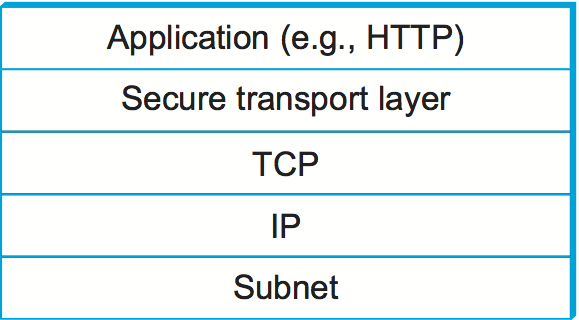 Application (e.g., HTTP)
Secure transport layer
TCP
IP
Subnet